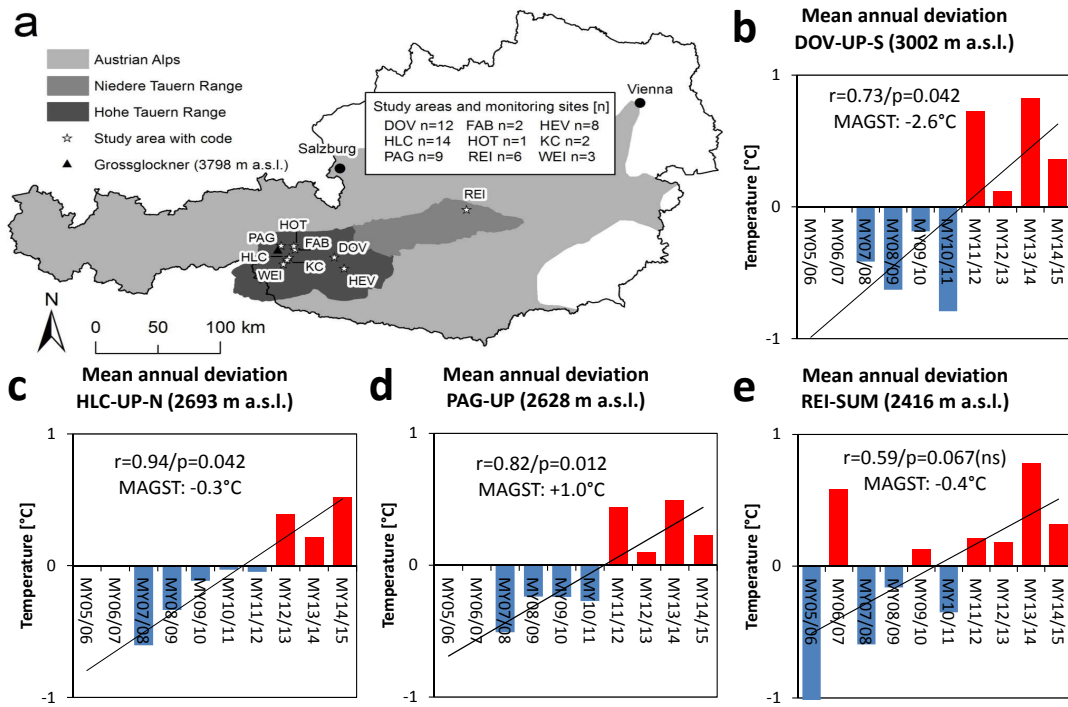 a
Austrian Alps
Niedere Tauern Range
Hohe Tauern Range
Study area with code
Grossglockner (3798 m a.s.l.)
Study areas and monitoring sites [n]
DOV n=12 FAB n=2 HEV n=8
HLC n=14 HOT n=1 KC n=2
PAG n=9 REI n=6 WEI n=3
Vienna
Salzburg
REI
HOT
PAG
FAB
DOV
HLC
KC
WEI
HEV
N
0 50 100 km
b
Mean annual deviation
DOV-UP-S (3002 m a.s.l.)
1
r=0.73/p=0.042
MAGST: -2.6°C
Temperature [°C]
0
MY05/06
MY06/07
MY07/08
MY08/09
MY09/10
MY10/11
MY11/12
MY12/13
MY13/14
MY14/15
-1
c
Mean annual deviation
HLC-UP-N (2693 m a.s.l.)
1
r=0.94/p=0.042
MAGST: -0.3°C
Temperature [°C]
0
MY05/06
MY06/07
MY07/08
MY08/09
MY09/10
MY10/11
MY11/12
MY12/13
MY13/14
MY14/15
-1
d
Mean annual deviation
PAG-UP (2628 m a.s.l.)
1
r=0.82/p=0.012
MAGST: +1.0°C
Temperature [°C]
0
MY05/06
MY06/07
MY07/08
MY08/09
MY09/10
MY10/11
MY11/12
MY12/13
MY13/14
MY14/15
-1
e
Mean annual deviation
REI-SUM (2416 m a.s.l.)
1
r=0.59/p=0.067(ns)
MAGST: -0.4°C
Temperature [°C]
0
MY05/06
MY06/07
MY07/08
MY08/09
MY09/10
MY10/11
MY11/12
MY12/13
MY13/14
MY14/15
-1